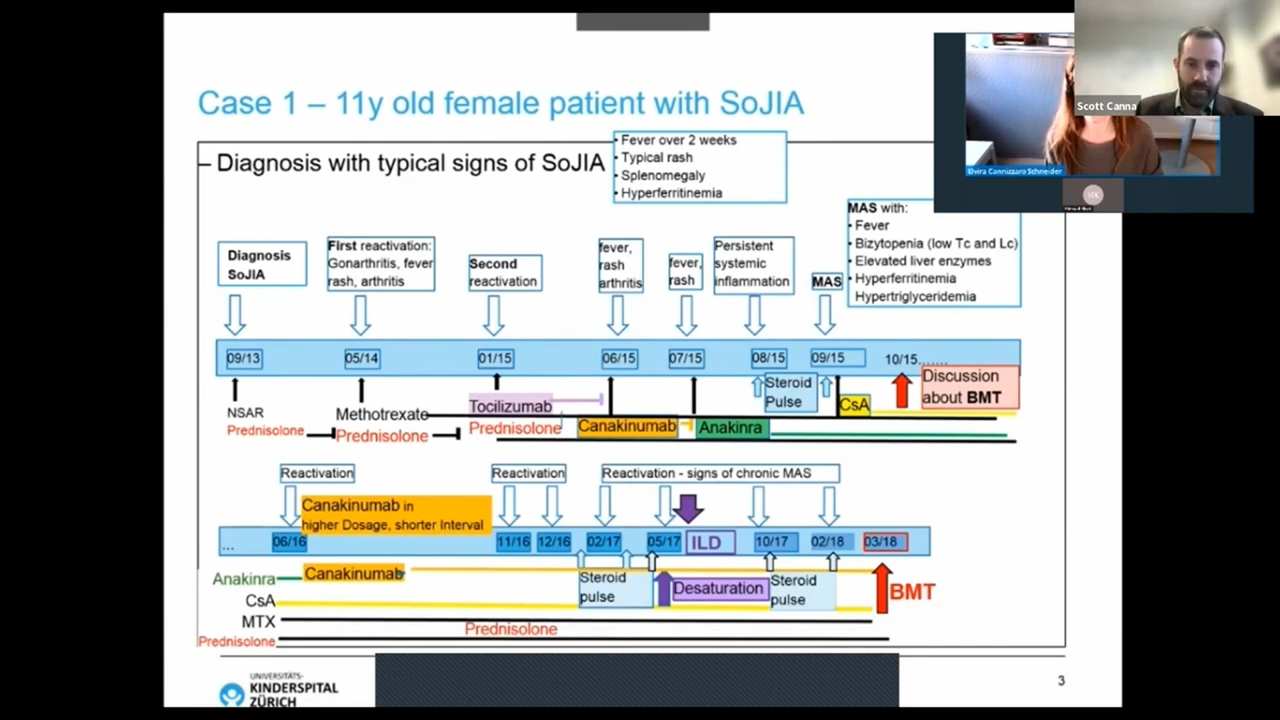 Scott Canna
Elvira Cannizzaro Schneider
Case 1 – 11y old female patient with SoJIA
– Diagnosis with typical signs of SoJIA
• Fever over 2 weeks
• Typical rash
• Splenomegaly
• Hyperferritinemia
Diagnosis
SoJIA
First reactivation:
Gonarthritis, fever
rash, arthritis
Second
reactivation
fever,
rash
arthritis
fever,
rash
Persistent
systemic
inflammation
MAS
MAS with:
• Fever
• Bizytopenia (low Tc and Lc)
• Elevated liver enzymes
• Hyperferritinemia
Hypertriglyceridemia
09/13
05/14
01/15
06/15
07/15
08/15
09/15
10/15.......
NSAR
Prednisolone
Methotrexate
Prednisolone
Tocilizumab
Prednisolone
Canakinumab
Anakinra
Steroid
Pulse
CsA
Discussion
about BMT
Reactivation
Canakinumab in
higher Dosage, shorter Interval
Reactivation
Reactivation - signs of chronic MAS
...
06/16
11/16
12/16
02/17
05/17
ILD
10/17
02/18
03/18
Anakinra
Canakinumab
Steroid
pulse
Desaturation
Steroid
pulse
BMT
CsA
MTX
Prednisolone
Prednisolone
UNIVERSITÄTS-
KINDERSPITAL
ZÜRICH
3